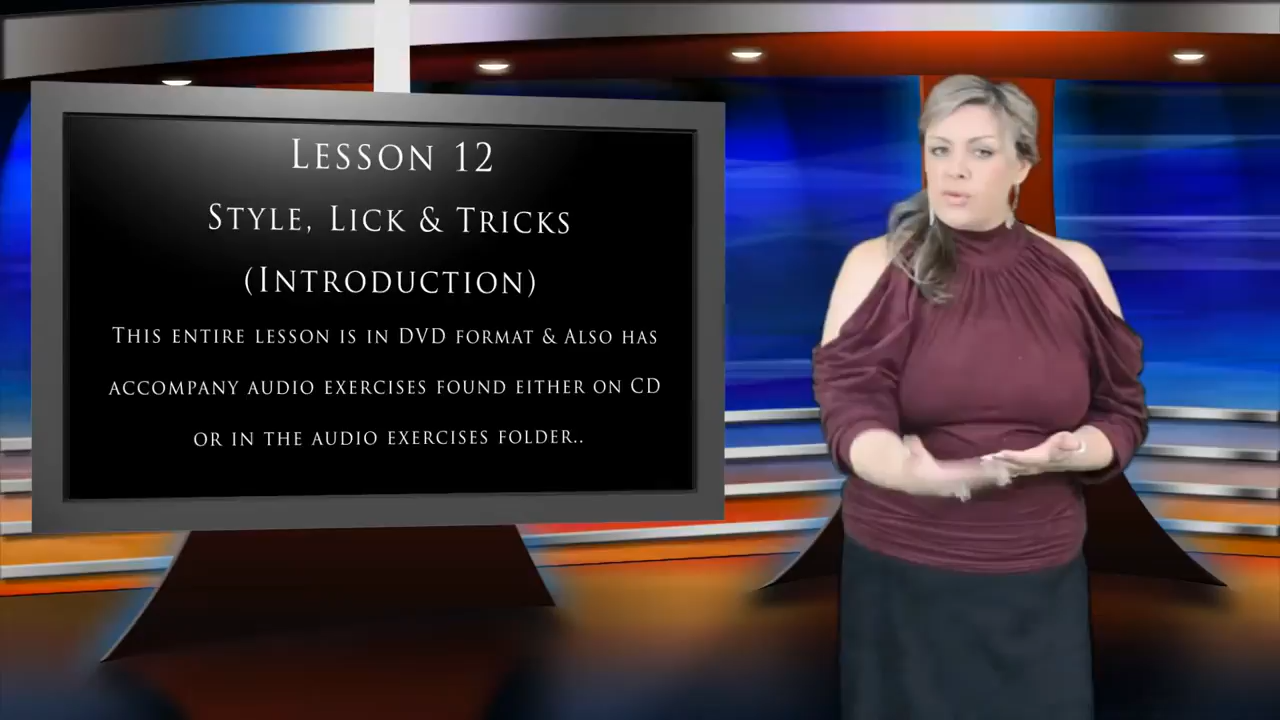 Lesson 12
Style, Lick & Tricks
(Introduction)
This entire lesson is in DVD format & Also has
accompany audio exercises found either on CD
or in the audio exercises folder..